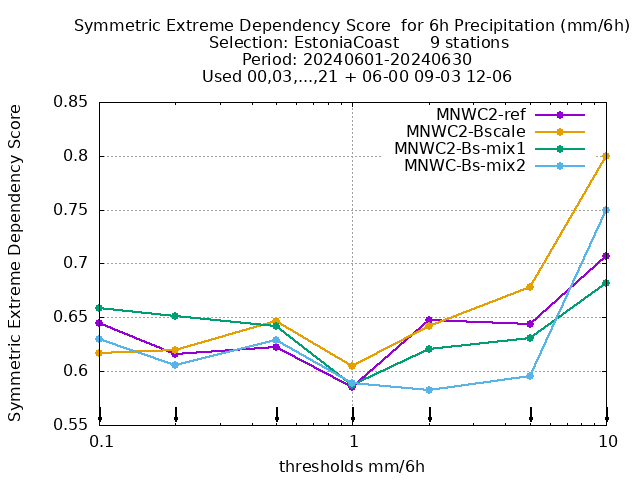 Symmetric Extreme Dependency Score  for 6h Precipitation (mm/6h)
Selection: EstoniaCoast      9 stations
Period: 20240601-20240630
Used 00,03,...,21 + 06-00 09-03 12-06
MNWC2-ref
MNWC2-Bscale
MNWC2-Bs-mix1
MNWC-Bs-mix2
Symmetric Extreme Dependency Score
0.85
0.8
0.75
0.7
0.65
0.6
0.55
0.1 1 10
thresholds mm/6h